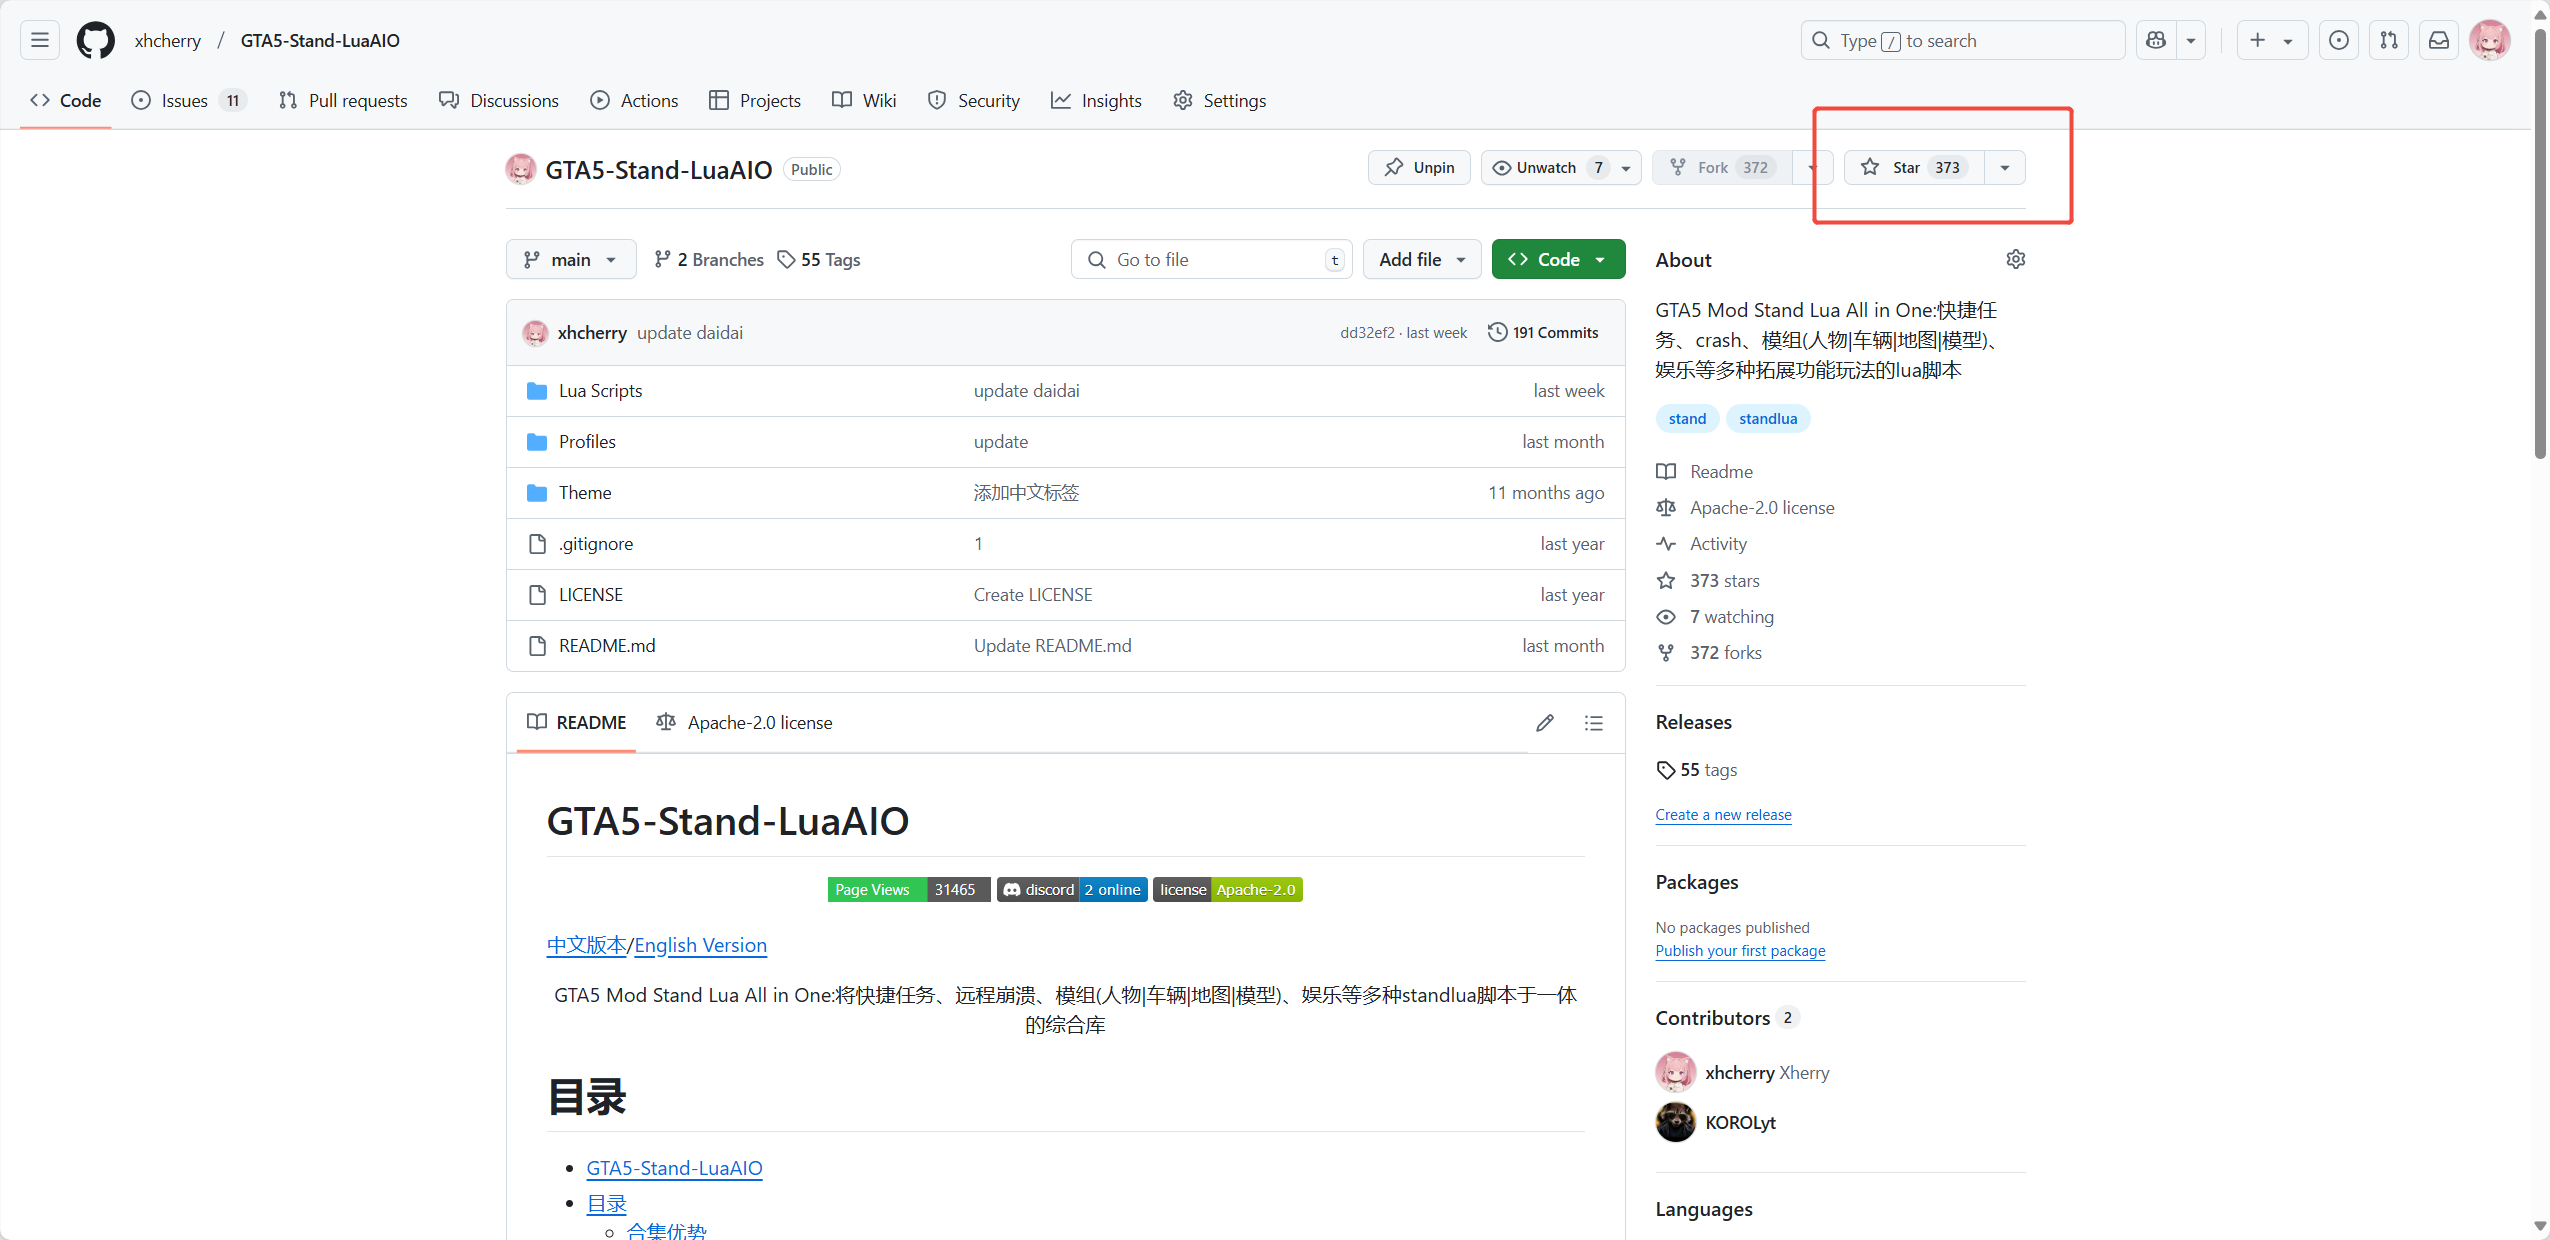 xhcherry / GTA5-Stand-LuaAIO
Type / to search
Code
Issues 11
Pull requests
Discussions
Actions
Projects
Wiki
Security
Insights
Settings
GTA5-Stand-LuaAIO Public
Unpin
Unwatch 7
Fork 372
Star 373
main
2 Branches
55 Tags
Go to file t
Add file
Code
xhcherry update daidai
dd32ef2 · last week
191 Commits
Lua Scripts update daidai last week
Profiles update last month
Theme 添加中文标签 11 months ago
.gitignore 1 last year
LICENSE Create LICENSE last year
README.md Update README.md last month
README
Apache-2.0 license
GTA5-Stand-LuaAIO
Page Views 31465 discord 2 online license Apache-2.0
中文版本/English Version
GTA5 Mod Stand Lua All in One:将快捷任务、远程崩溃、模组(人物|车辆|地图|模型)、娱乐等多种standlua脚本于一体
的综合库
目录
GTA5-Stand-LuaAIO
目录
合集优势
About
GTA5 Mod Stand Lua All in One:快捷任
务、crash、模组(人物|车辆|地图|模型)、
娱乐等多种拓展功能玩法的lua脚本
stand standlua
Readme
Apache-2.0 license
Activity
373 stars
7 watching
372 forks
Releases
55 tags
Create a new release
Packages
No packages published
Publish your first package
Contributors 2
xhcherry Xherry
KOROLyt
Languages